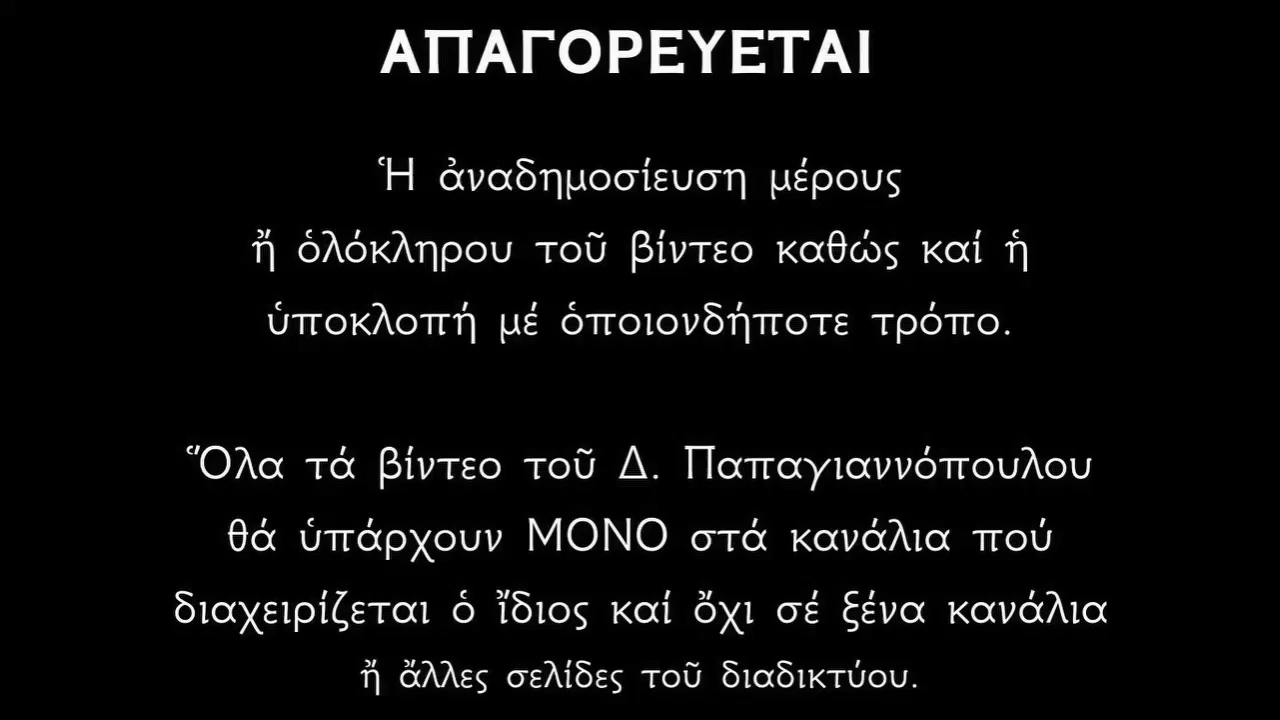 ΑΠΑΓΟΡΕΥΕΤΑΙ
Ἡ ἀναδημοσίευση μέρους
ἤ ὁλόκληρου τοῦ βίντεο καθώς καί ἡ
ὑποκλοπή μέ ὁποιονδήποτε τρόπο.
Ὅλα τά βίντεο τοῦ Δ. Παπαγιαννόπουλου
θά ὑπάρχουν ΜΟΝΟ στά κανάλια πού
διαχειρίζεται ὁ ἴδιος καί ὄχι σέ ξένα κανάλια
ἤ ἄλλες σελίδες τοῦ διαδικτύου.